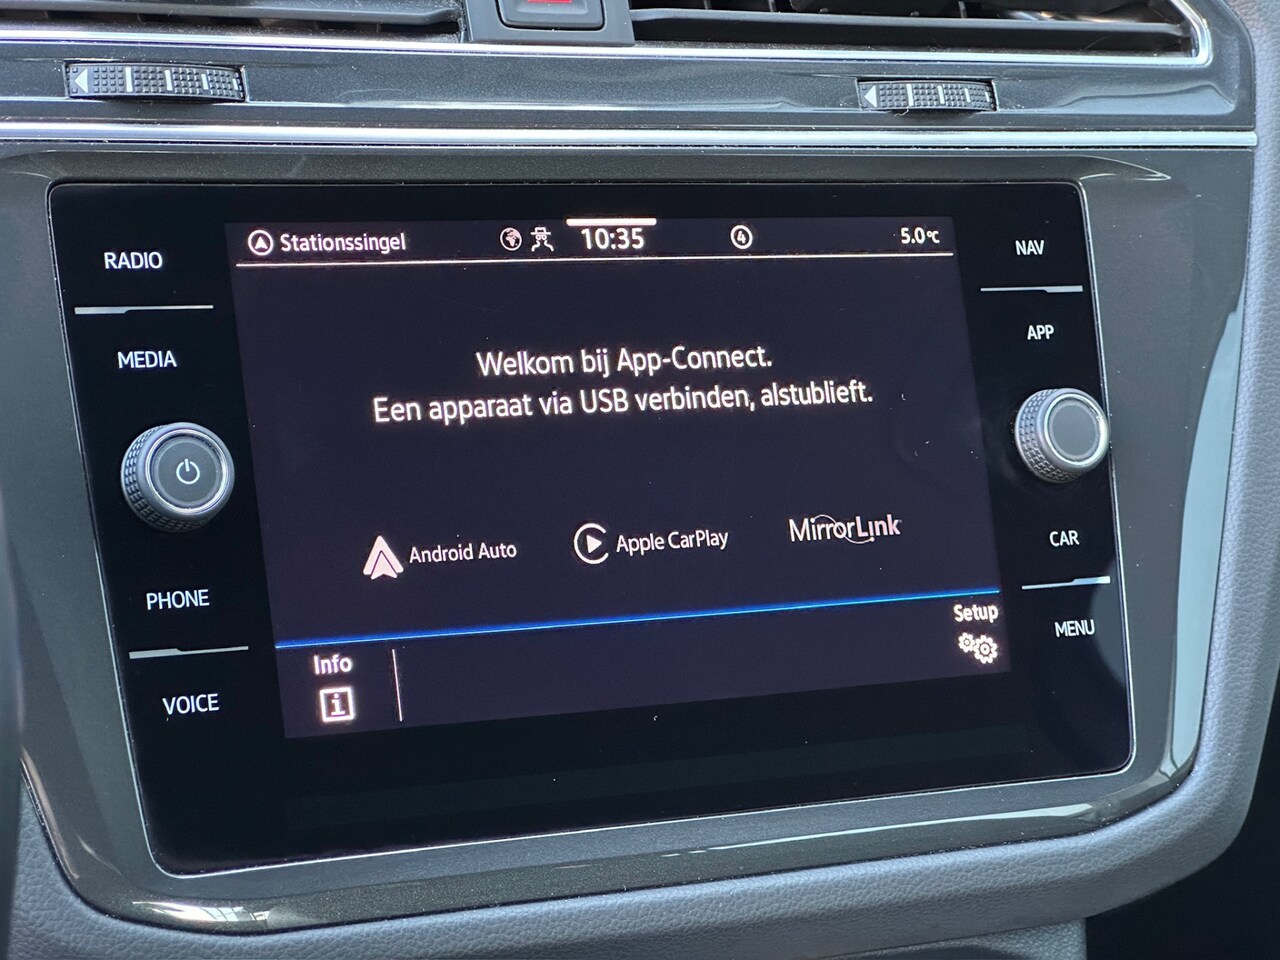 RADIO
MEDIA
PHONE
VOICE
Stationssingel
10:35
4
5.0°C
Welkom bij App-Connect.
Een apparaat via USB verbinden, alstublieft.
Android Auto
Apple CarPlay
MirrorLink
Info
i
Setup
NAV
APP
CAR
MENU